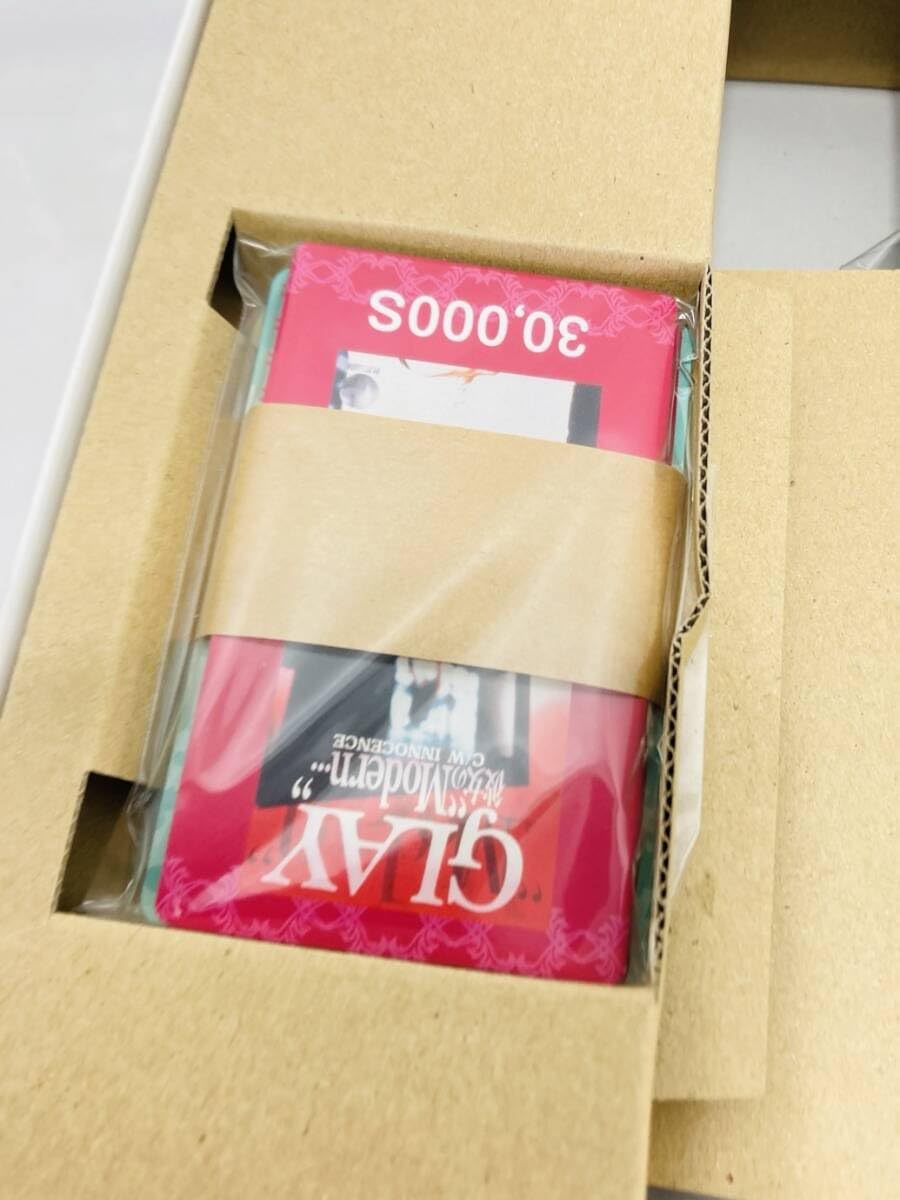 GLAY
彼女の“Modern…”
C/W INNOCENCE
30,000S